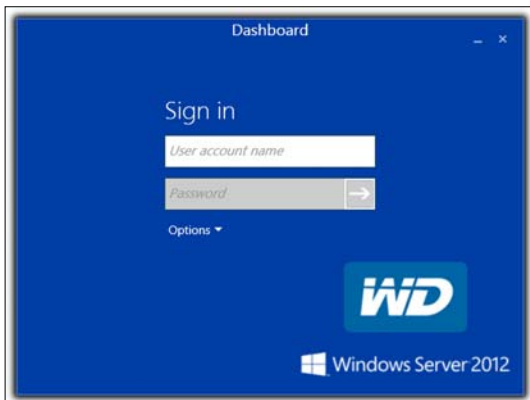 Dashboard
Sign in
User account name
Password
Options
WD
Windows Server 2012